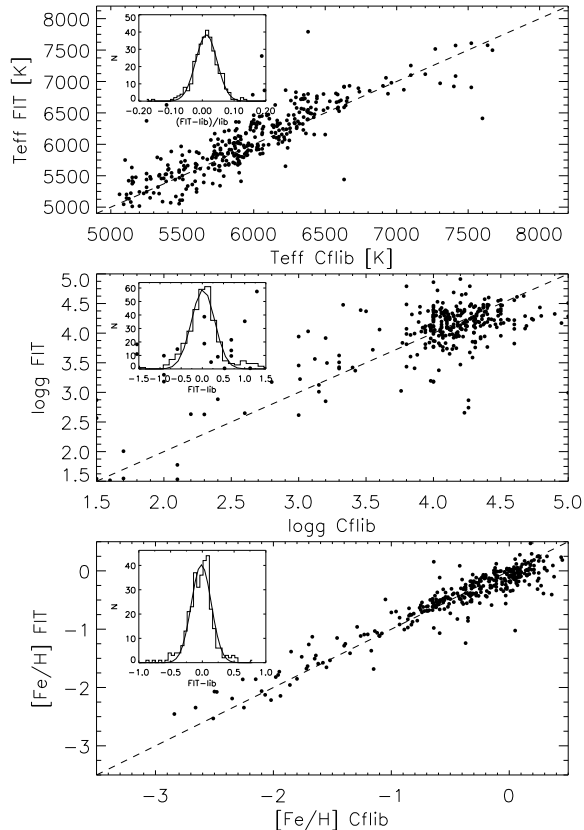 50
40
30
20
10
0
N
-0.20 -0.10 0.00 0.10 0.20
(FIT-lib)/lib
8000
7500
7000
6500
6000
5500
5000
Teff FIT [K]
5000 5500 6000 6500 7000 7500 8000
Teff Cflib [K]
60
50
40
30
20
10
0
N
-1.5 -1.0 -0.5 0.0 0.5 1.0 1.5
FIT-lib
5.0
4.5
4.0
3.5
3.0
2.5
2.0
1.5
logg FIT
1.5 2.0 2.5 3.0 3.5 4.0 4.5 5.0
logg Cflib
40
30
20
10
0
N
-1.0 -0.5 0.0 0.5 1.0
FIT-lib
0
-1
-2
-3
[Fe/H] FIT
-3 -2 -1 0
[Fe/H] Cflib